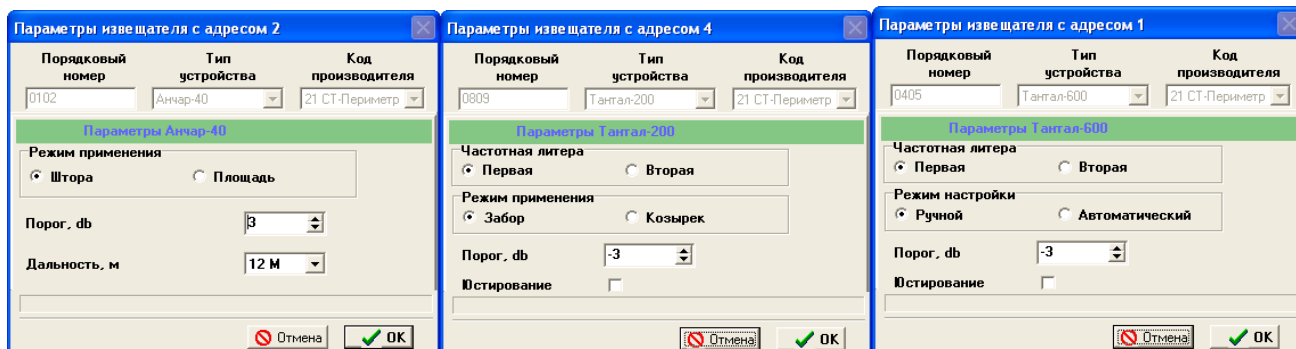 Параметры извещателя с адресом 2
Порядковый номер
Тип устройства
Код производителя
0102
Анчар-40
21 СТ-Периметр
Параметры Анчар-40
Режим применения
Штора
Площадь
Порог, db
3
Дальность, м
12 М
Отмена
OK
Параметры извещателя с адресом 4
Порядковый номер
Тип устройства
Код производителя
0809
Тантал-200
21 СТ-Периметр
Параметры Тантал-200
Частотная литера
Первая
Вторая
Режим применения
Забор
Козырек
Порог, db
-3
Юстирование
Отмена
OK
Параметры извещателя с адресом 1
Порядковый номер
Тип устройства
Код производителя
0405
Тантал-600
21 СТ-Периметр
Параметры Тантал-600
Частотная литера
Первая
Вторая
Режим настройки
Ручной
Автоматический
Порог, db
-3
Юстирование
Отмена
OK